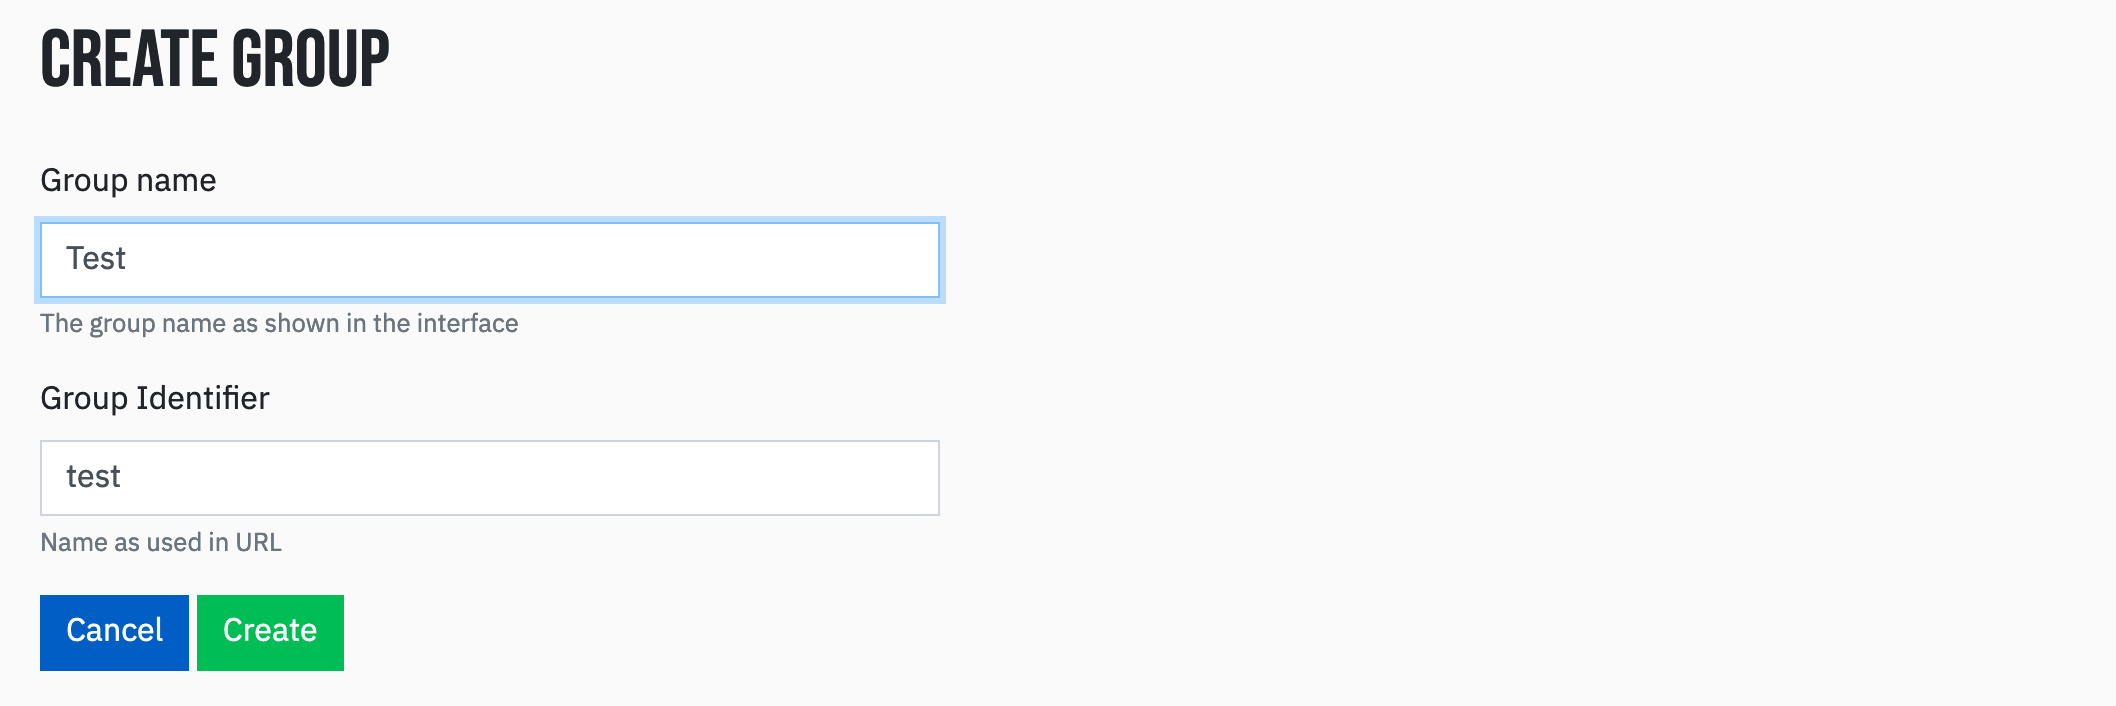 CREATE GROUP
Group name
Test
The group name as shown in the interface
Group Identifier
test
Name as used in URL
Cancel Create